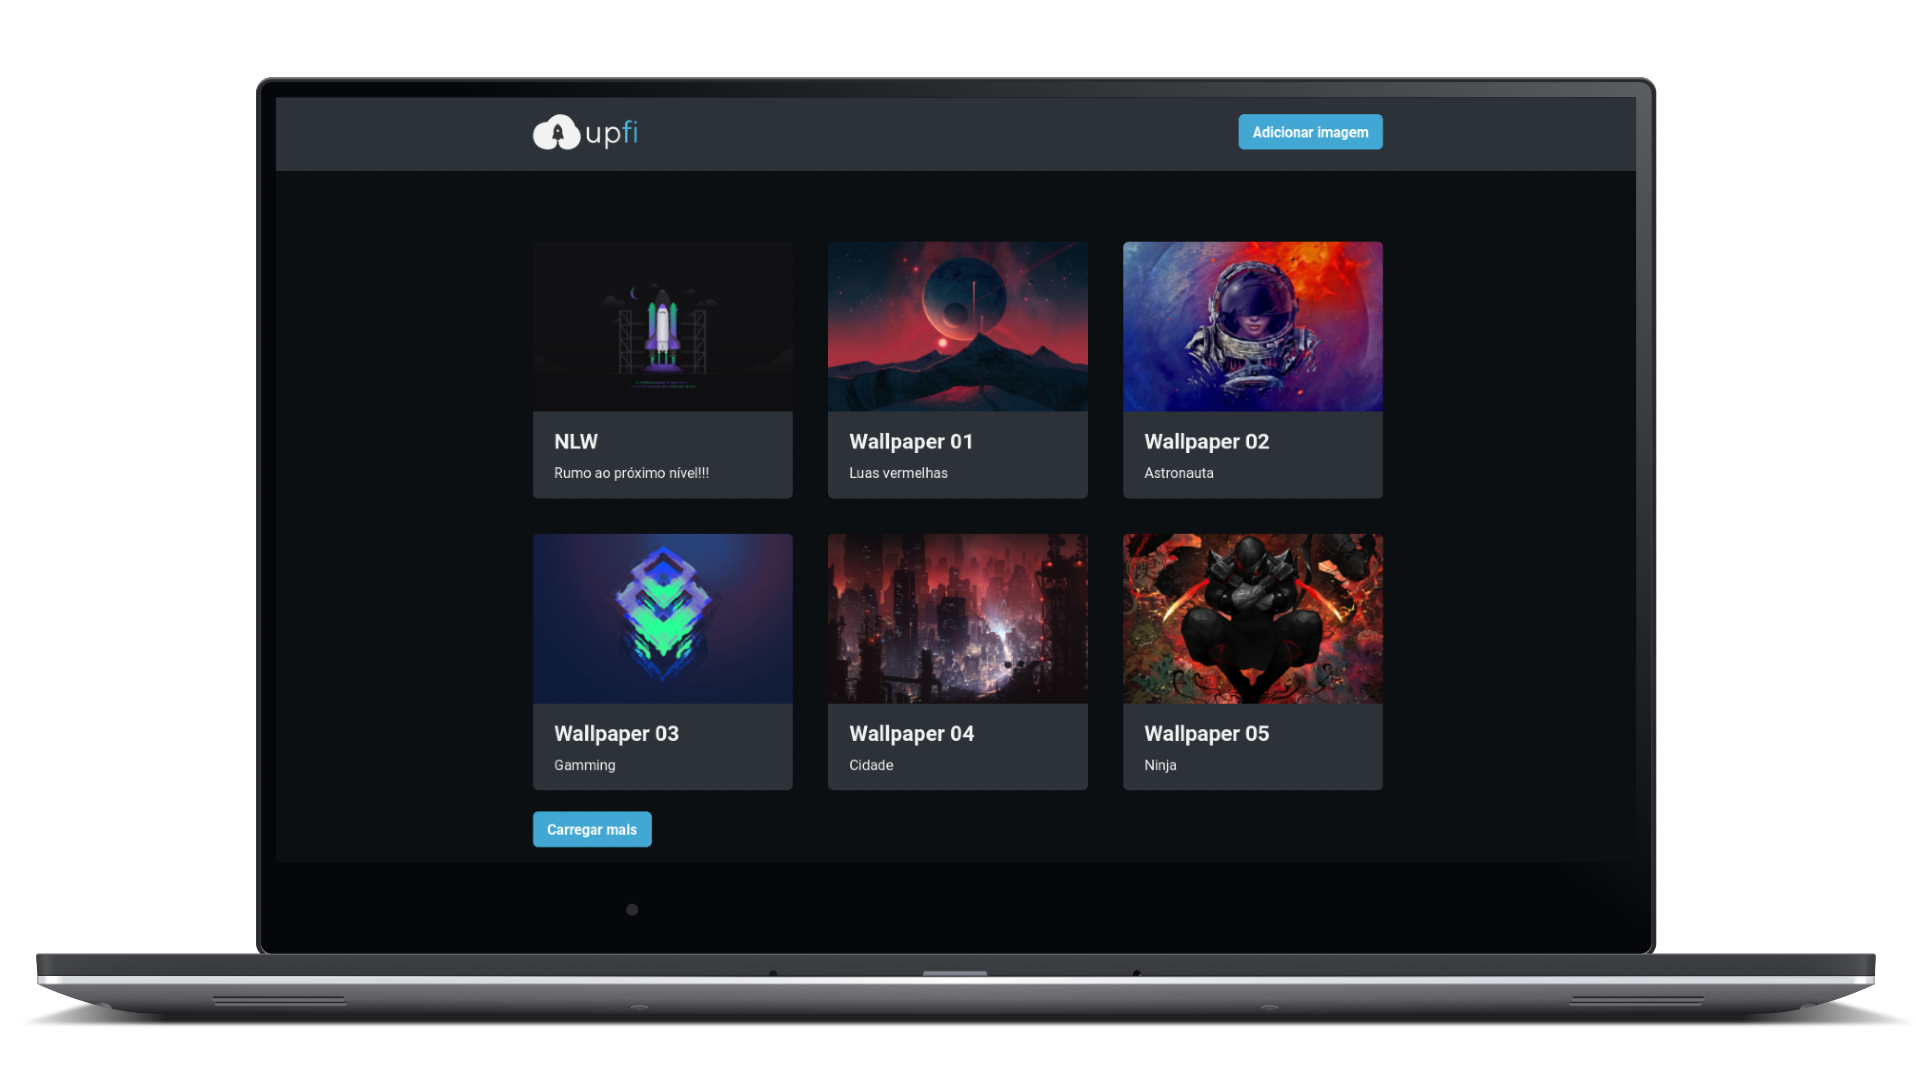 upfi
Adicionar imagem
NLW
Rumo ao próximo nível!!!
Wallpaper 01
Luas vermelhas
Wallpaper 02
Astronauta
Wallpaper 03
Gamming
Wallpaper 04
Cidade
Wallpaper 05
Ninja
Carregar mais